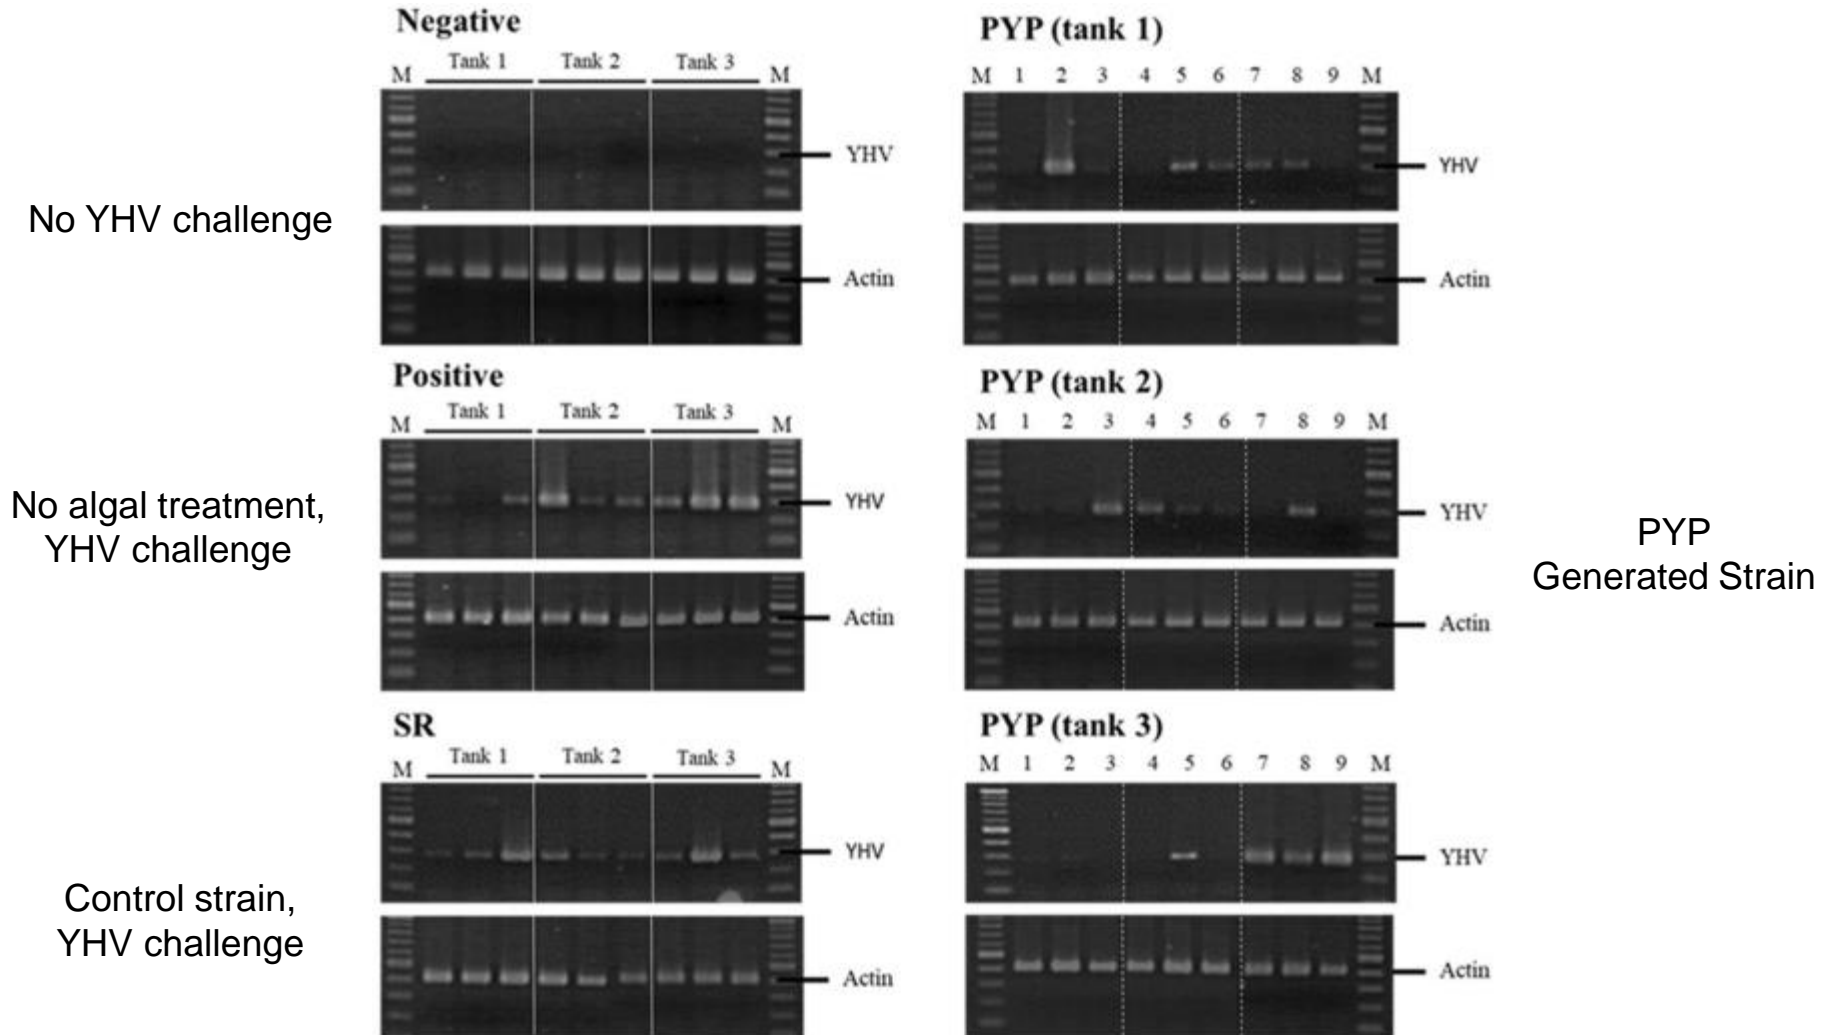 Negative
Tank 1 Tank 2 Tank 3
M M
YHV
No YHV challenge
Actin
Positive
Tank 1 Tank 2 Tank 3
M M
YHV
No algal treatment,
YHV challenge
Actin
SR
Tank 1 Tank 2 Tank 3
M M
YHV
Control strain,
YHV challenge
Actin
PYP (tank 1)
M 1 2 3 4 5 6 7 8 9 M
YHV
Actin
PYP (tank 2)
M 1 2 3 4 5 6 7 8 9 M
YHV
Actin
PYP (tank 3)
M 1 2 3 4 5 6 7 8 9 M
YHV
Actin
PYP
Generated Strain